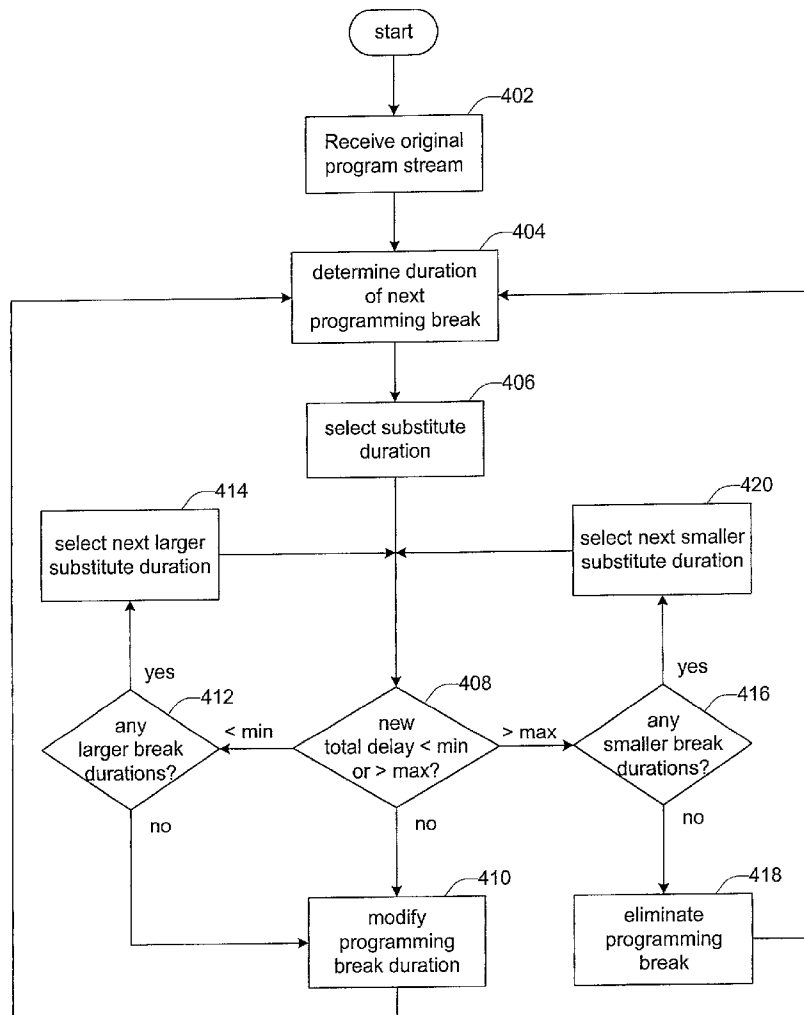 start
402
Receive original
program stream
404
determine duration
of next
programming break
406
select substitute
duration
414
select next larger
substitute duration
420
select next smaller
substitute duration
yes
412
any
larger break
durations?
< min
408
new
total delay < min
or > max?
> max
yes
416
any
smaller break
durations?
no
no
no
410
modify
programming
break duration
418
eliminate
programming
break